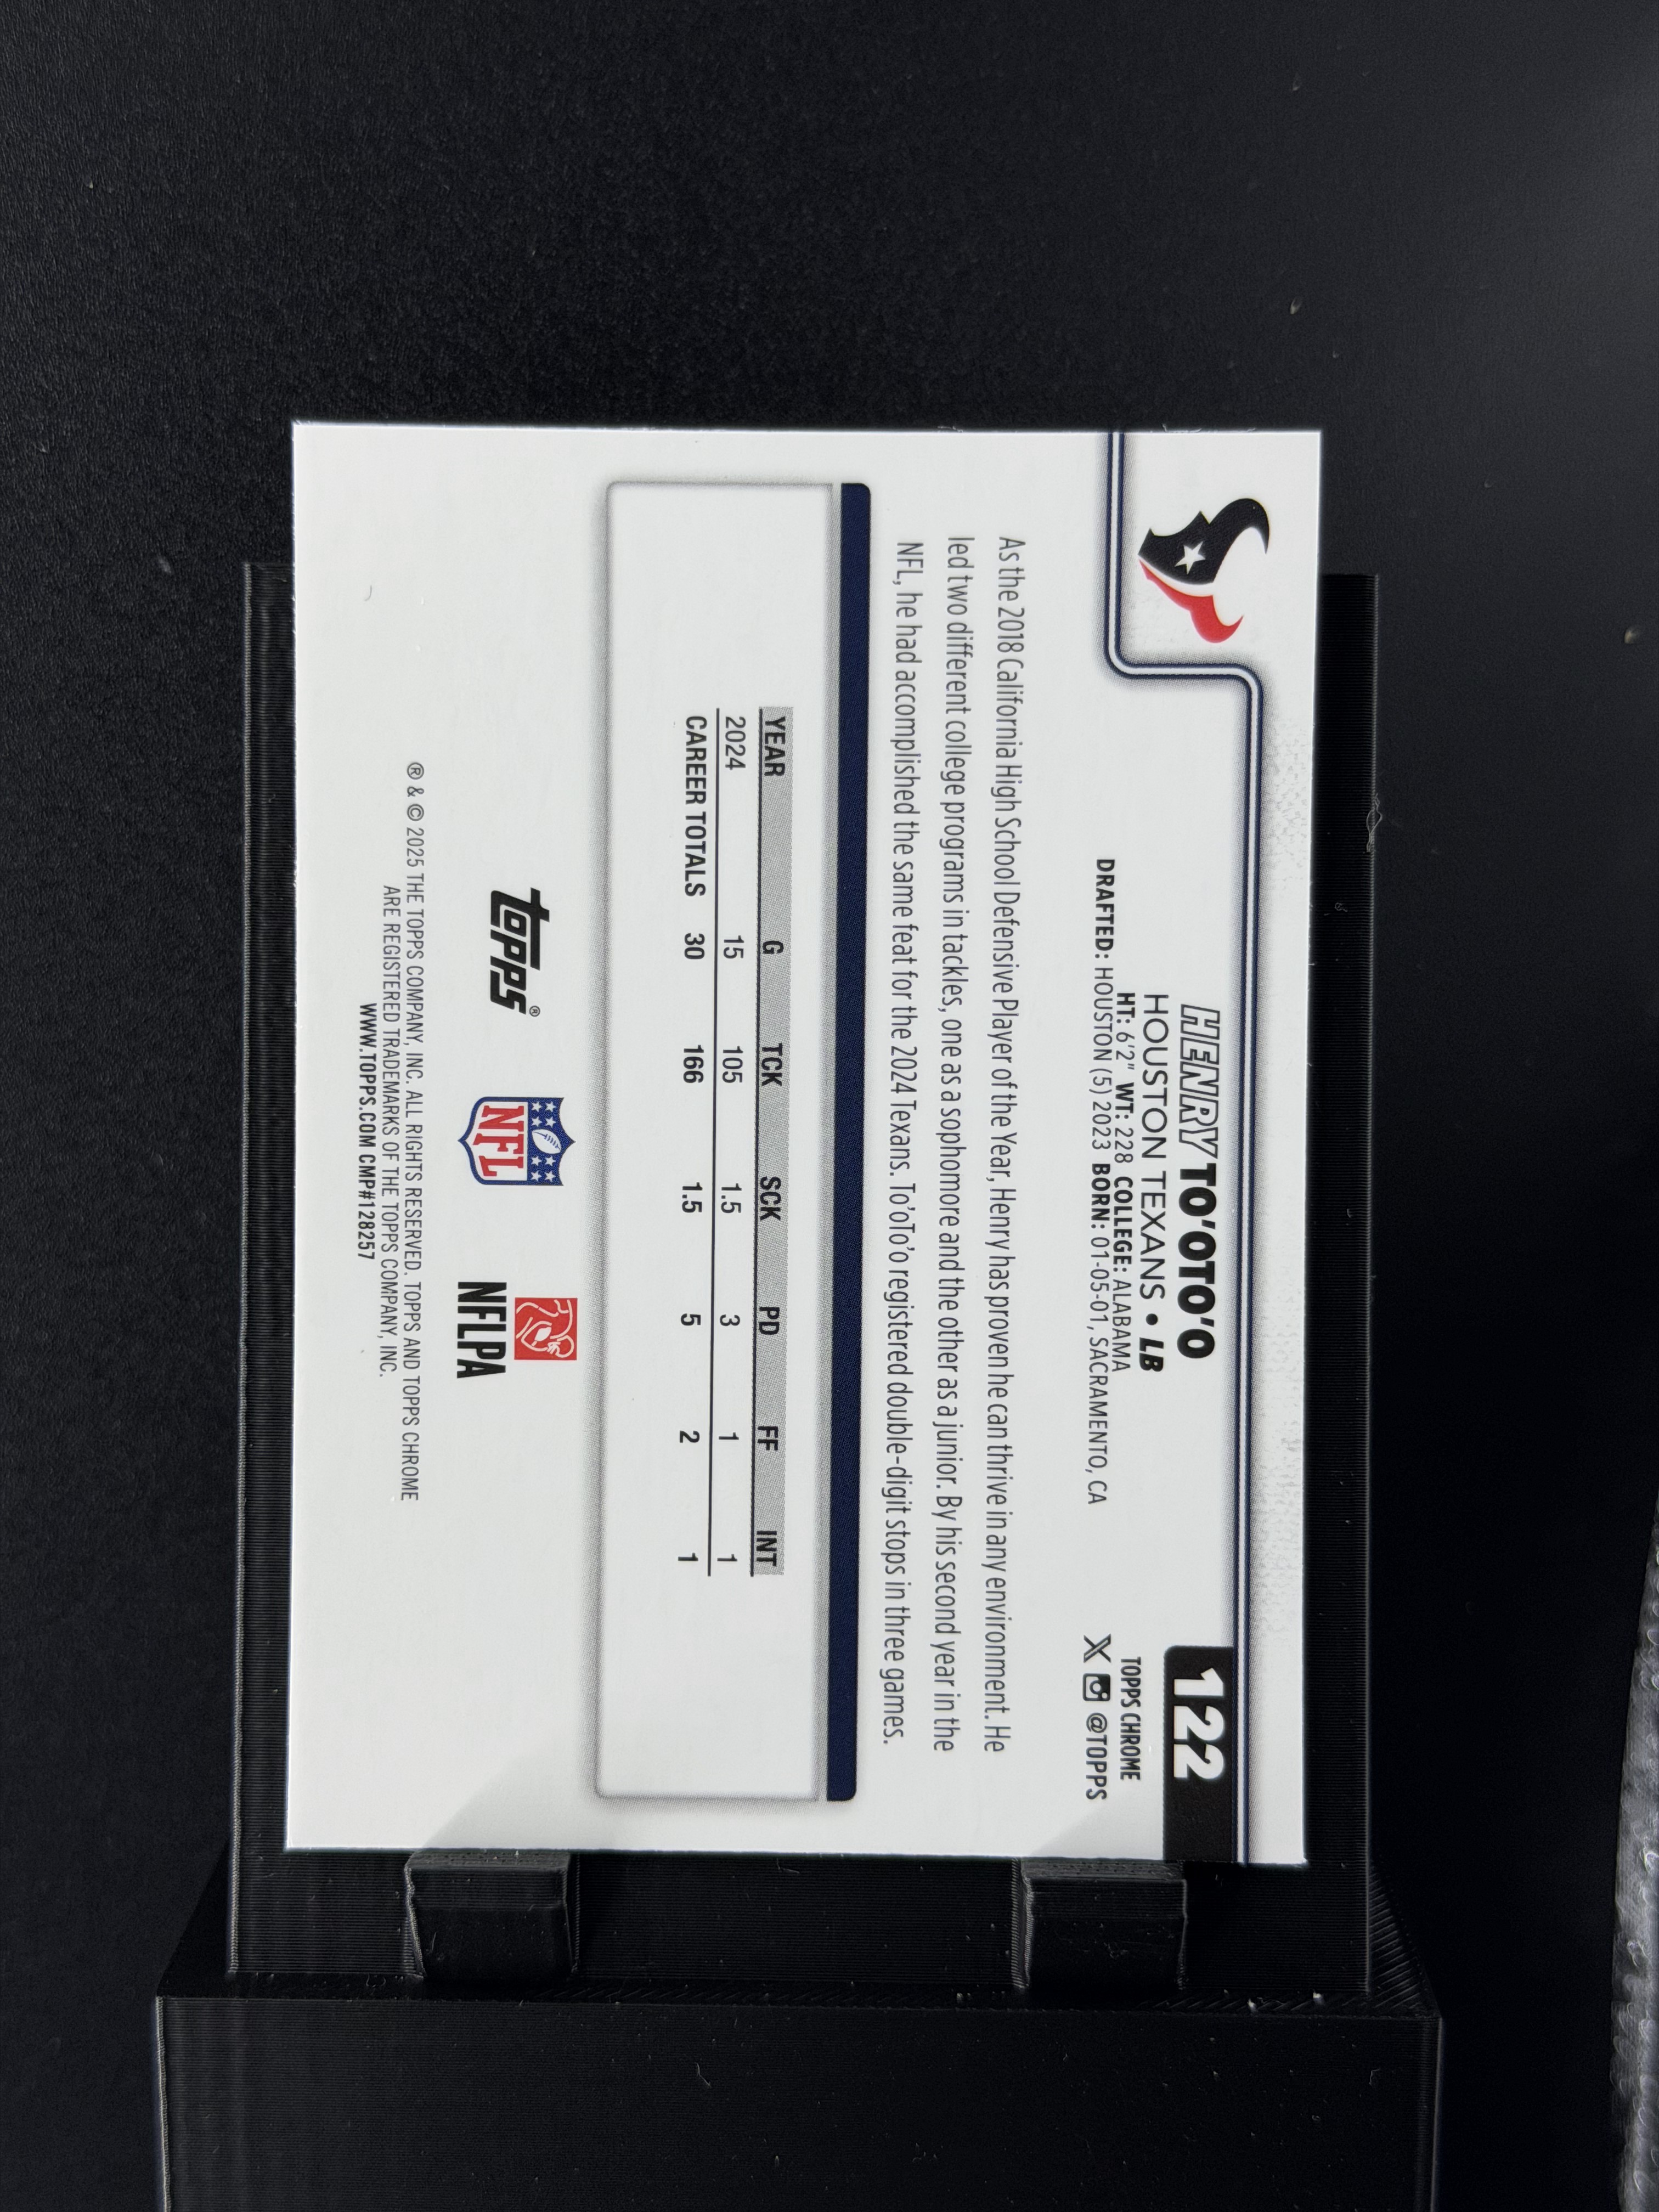 122
HENRY TO'OTO'O
HOUSTON TEXANS • LB
HT: 6'2" WT: 228 COLLEGE: ALABAMA
DRAFTED: HOUSTON (5) 2023 BORN: 01-05-01, SACRAMENTO, CA
TOPPS CHROME
X @TOPPS
As the 2018 California High School Defensive Player of the Year, Henry has proven he can thrive in any environment. He
led two different college programs in tackles, one as a sophomore and the other as a junior. By his second year in the
NFL, he had accomplished the same feat for the 2024 Texans. To'oTo'o registered double-digit stops in three games.
YEAR G TCK SCK PD FF INT
2024 15 105 1.5 3 1 1
CAREER TOTALS 30 166 1.5 5 2 1
topps®
NFL
NFLPA
® & © 2025 THE TOPPS COMPANY, INC. ALL RIGHTS RESERVED. TOPPS AND TOPPS CHROME
ARE REGISTERED TRADEMARKS OF THE TOPPS COMPANY, INC.
WWW.TOPPS.COM CMP#128257